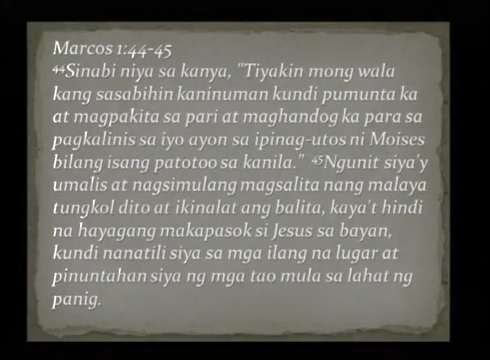 Marcos 1:44-45
⁴⁴Sinabi niya sa kanya, "Tiyakin mong wala
kang sasabihin kaninuman kundi pumunta ka
at magpakita sa pari at maghandog ka para sa
pagkalinis sa iyo ayon sa ipinag-utos ni Moises
bilang isang patotoo sa kanila." ⁴⁵Ngunit siya'y
umalis at nagsimulang magsalita nang malaya
tungkol dito at ikinalat ang balita, kaya't hindi
na hayagang makapasok si Jesus sa bayan,
kundi nanatili siya sa mga ilang na lugar at
pinuntahan siya ng mga tao mula sa lahat ng
panig.